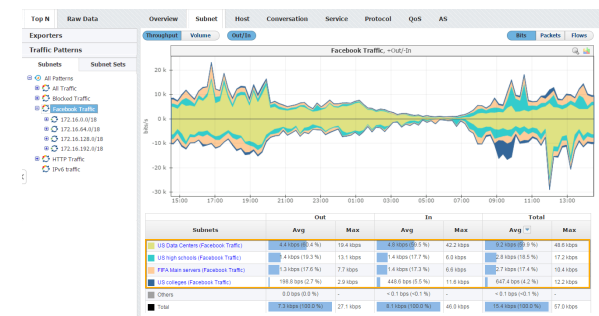 Top N Raw Data Overview Subnet Host Conversation Service Protocol QoS AS
Exporters Throughput Volume Out/In Bits Packets Flows
Traffic Patterns
Subnets Subnet Sets
All Patterns
All Traffic
Blocked Traffic
Facebook Traffic
172.16.0.0/18
172.16.64.0/18
172.16.128.0/18
172.16.192.0/18
HTTP Traffic
IPv6 traffic
Facebook Traffic, +Out/-In
bits/s
20 k
10 k
0 k
-10 k
-20 k
-30 k
15:00 17:00 19:00 21:00 23:00 01:00 03:00 05:00 07:00 09:00 11:00 13:00
Out In Total
Subnets Avg Max Avg Max Avg Max
US Data Centers (Facebook Traffic) 4.4 kbps (60.4 %) 19.4 kbps 4.8 kbps (59.5 %) 42.2 kbps 9.2 kbps (59.9 %) 48.6 kbps
US high schools (Facebook Traffic) 1.4 kbps (19.3 %) 13.1 kbps 1.4 kbps (17.7 %) 17.2 kbps
FIFA Main servers (Facebook Traffic) 1.3 kbps (17.6 %) 7.7 kbps 1.4 kbps (17.3 %) 6.6 kbps 2.7 kbps (17.4 %) 10.4 kbps
US colleges (Facebook Traffic) 198.8 bps (2.7 %) 2.9 kbps 448.6 bps (5.5 %) 11.6 kbps 647.4 bps (4.2 %) 12.2 kbps
Others 0.0 bps (0.0 %) - < 0.1 bps (<0.1 %) - < 0.1 bps (<0.1 %) -
Total 7.3 kbps (100.0 %) 27.1 kbps 8.1 kbps (100.0 %) 46.0 kbps 15.4 kbps (100.0 %) 57.0 kbps